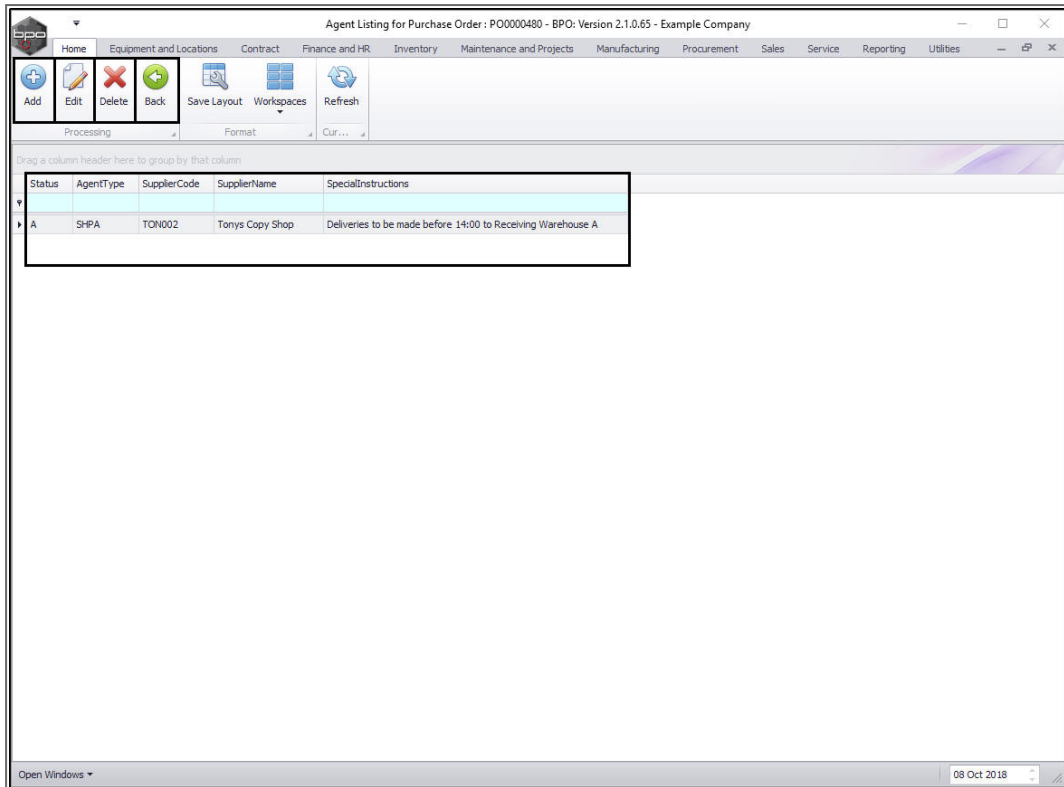 Agent Listing for Purchase Order : PO0000480 - BPO: Version 2.1.0.65 - Example Company
bpo
Home Equipment and Locations Contract Finance and HR Inventory Maintenance and Projects Manufacturing Procurement Sales Service Reporting Utilities
Add Edit Delete Back Save Layout Workspaces Refresh
Processing Format Cur...
Drag a column header here to group by that column
Status AgentType SupplierCode SupplierName SpecialInstructions
A SHPA TON002 Tonys Copy Shop Deliveries to be made before 14:00 to Receiving Warehouse A
Open Windows 08 Oct 2018